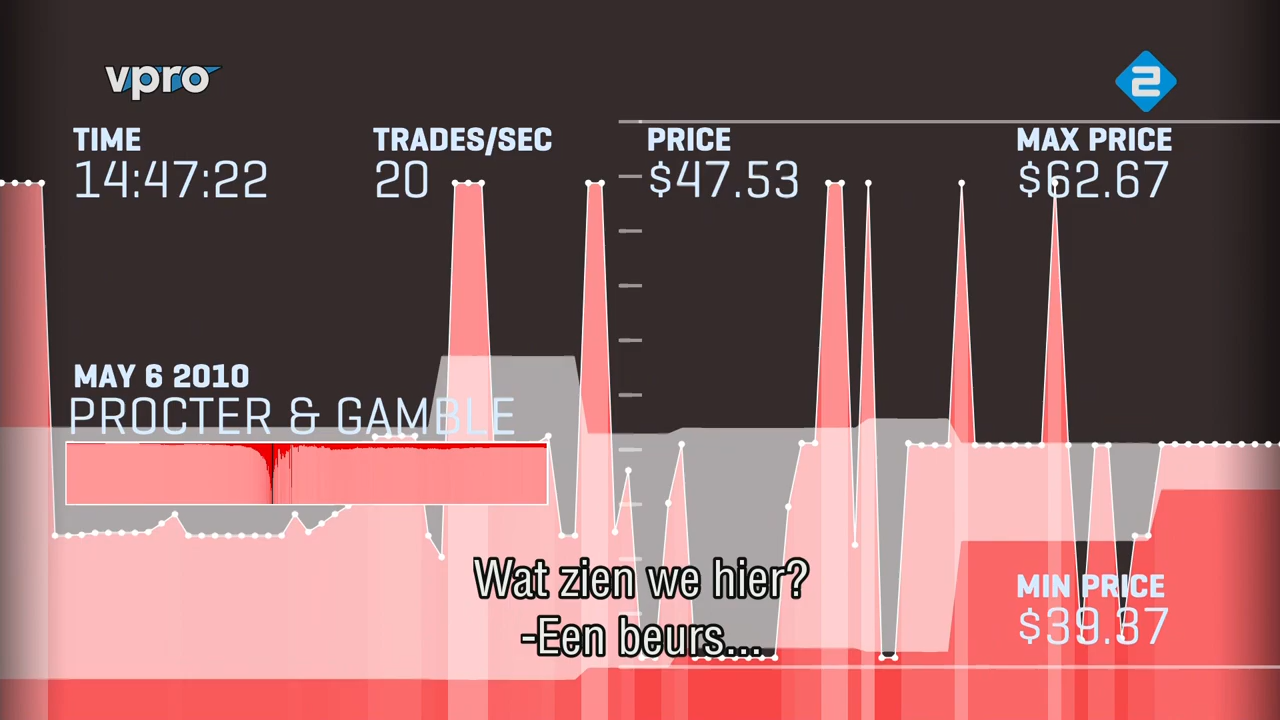 vpro
2
TIME
14:47:22
TRADES/SEC
20
PRICE
$47.53
MAX PRICE
$62.67
MAY 6 2010
PROCTER & GAMBLE
Wat zien we hier?
-Een beurs...
MIN PRICE
$39.37